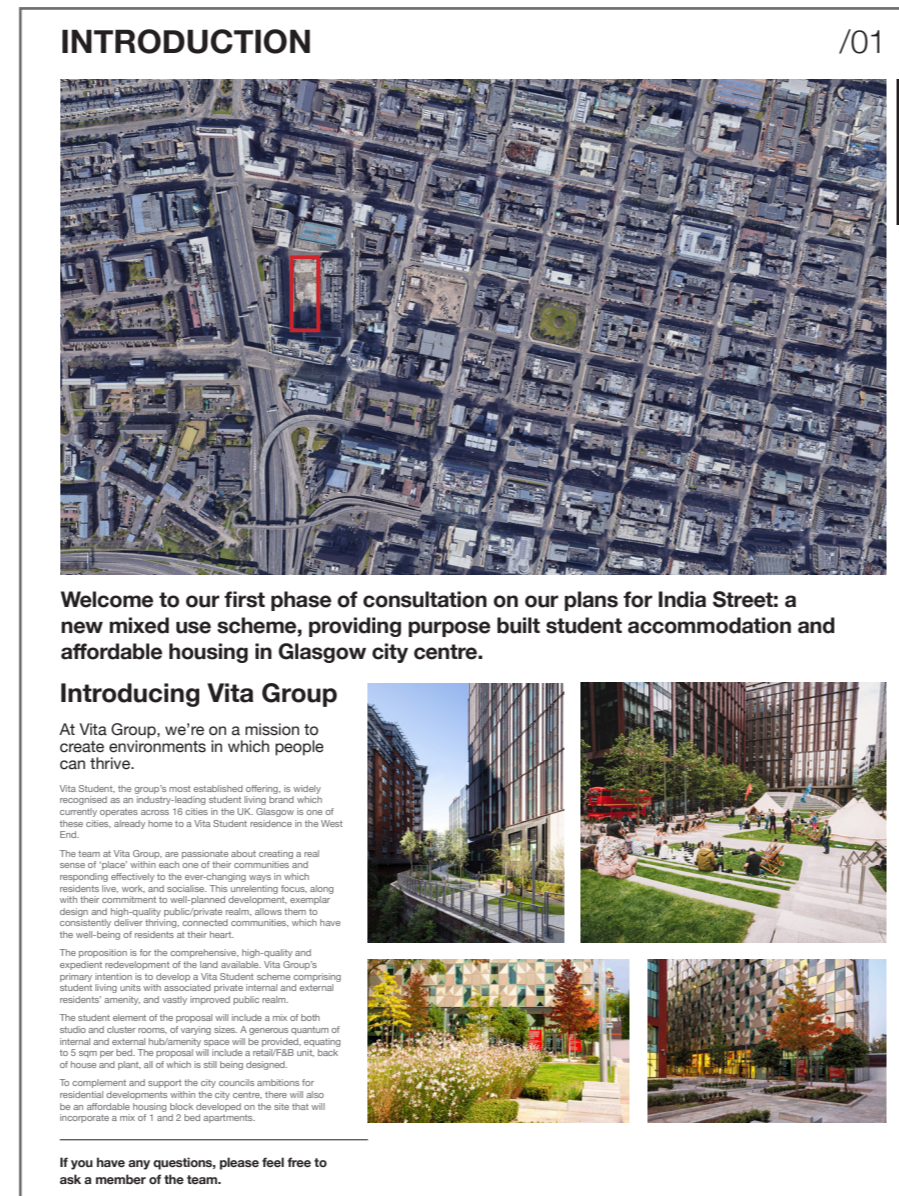 INTRODUCTION
/01
Welcome to our first phase of consultation on our plans for India Street: a
new mixed use scheme, providing purpose built student accommodation and
affordable housing in Glasgow city centre.
Introducing Vita Group
At Vita Group, we're on a mission to
create environments in which people
can thrive.
Vita Student, the group's most established offering, is widely
recognised as an industry-leading student living brand which
currently operates across 16 cities in the UK. Glasgow is one of
these cities, already home to a Vita Student residence in the West
End.
The team at Vita Group, are passionate about creating a real
sense of 'place' within each one of their communities and
responding effectively to the ever-changing ways in which
residents live, work, and socialise. This unrelenting focus, along
with their commitment to well-planned development, exemplar
design and high-quality public/private realm, allows them to
consistently deliver thriving, connected communities, which have
the well-being of residents at their heart.
The proposition is for the comprehensive, high-quality and
expedient redevelopment of the land available. Vita Group's
primary intention is to develop a Vita Student scheme comprising
student living units with associated private internal and external
residents' amenity, and vastly improved public realm.
The student element of the proposal will include a mix of both
studio and cluster rooms, of varying sizes. A generous quantum of
internal and external hub/amenity space will be provided, equating
to 5 sqm per bed. The proposal will include a retail/F&B unit, back
of house and plant, all of which is still being designed.
To complement and support the city councils ambitions for
residential developments within the city centre, there will also
be an affordable housing block developed on the site that will
incorporate a mix of 1 and 2 bed apartments.
If you have any questions, please feel free to
ask a member of the team.